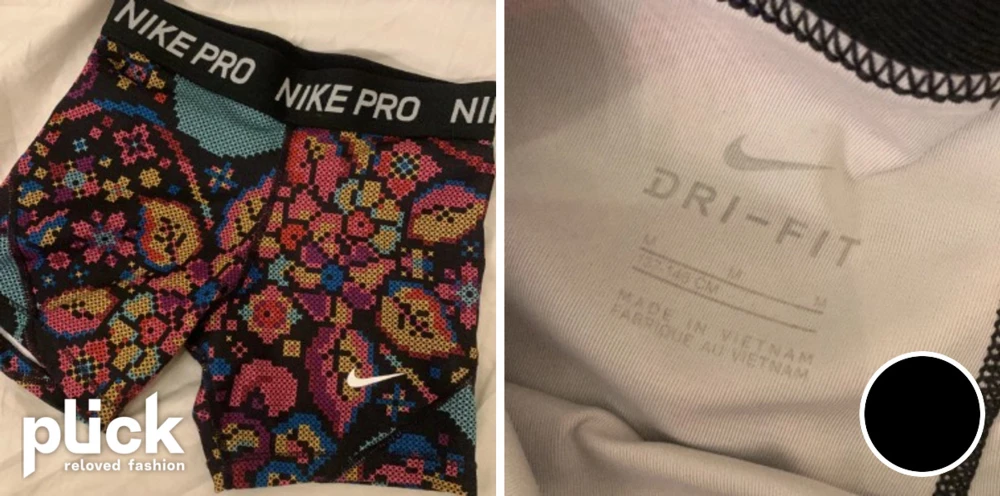 NIKE PRO NIKE PRO NI
plick
reloved fashion
DRI-FIT
M
M M
MADE IN VIETNAM
FABRIQUE AU VIETNAM